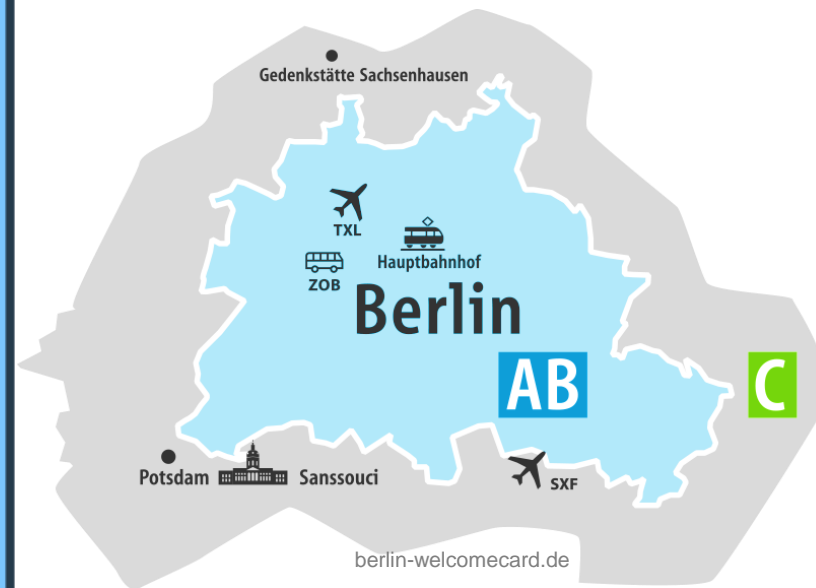 Gedenkstätte Sachsenhausen
TXL
Hauptbahnhof
ZOB
Berlin
AB
C
Potsdam
Sanssouci
SXF
berlin-welcomecard.de